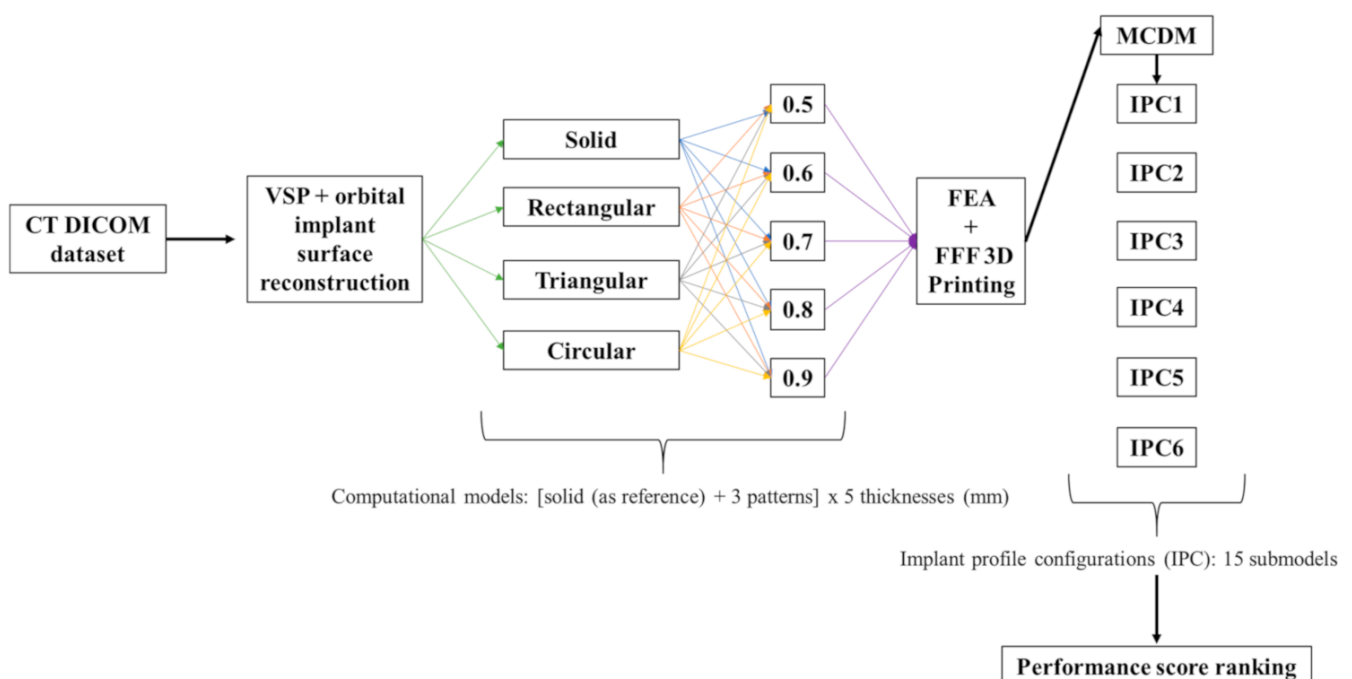 CT DICOM
dataset
VSP + orbital
implant
surface
reconstruction
Solid
Rectangular
Triangular
Circular
0.5
0.6
0.7
0.8
0.9
Computational models: [solid (as reference) + 3 patterns] x 5 thicknesses (mm)
FEA
+
FFF 3D
Printing
MCDM
IPC1
IPC2
IPC3
IPC4
IPC5
IPC6
Implant profile configurations (IPC): 15 submodels
Performance score ranking